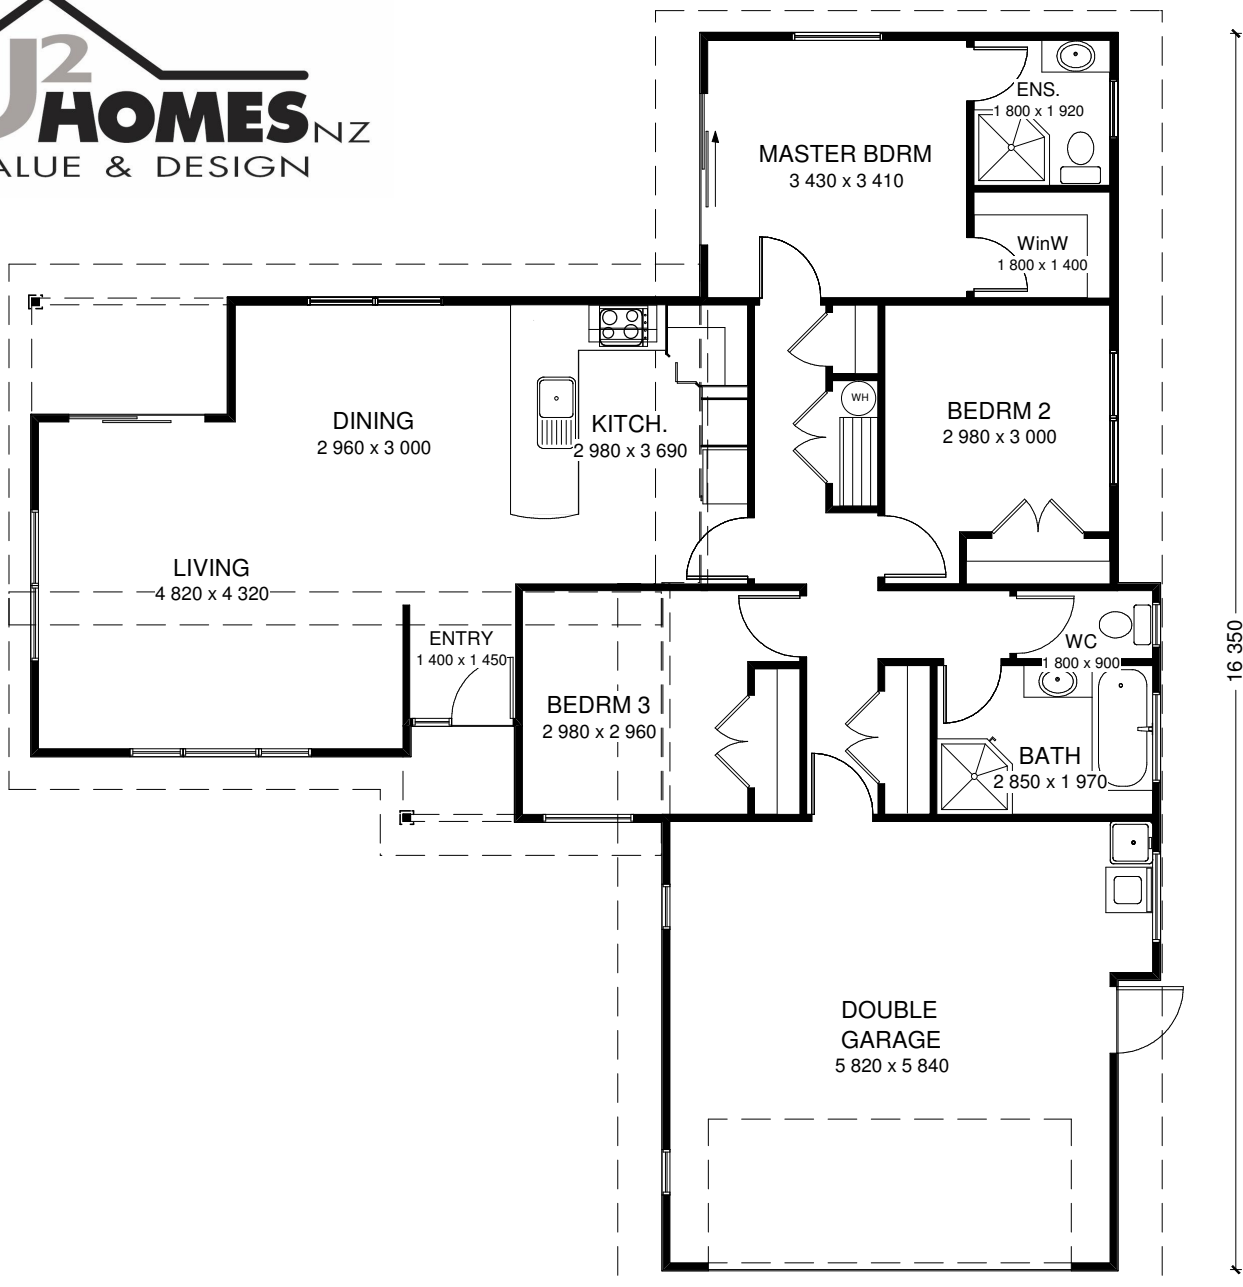 2
HOMES NZ
ALUE & DESIGN
ENS.
1 800 x 1 920
MASTER BDRM
3 430 x 3 410
WinW
1 800 x 1 400
WH
BEDRM 2
2 980 x 3 000
DINING
2 960 x 3 000
KITCH.
2 980 x 3 690
LIVING
4 820 x 4 320
ENTRY
1 400 x 1 450
WC
1 800 x 900
16 350
BEDRM 3
2 980 x 2 960
BATH
2 850 x 1 970
DOUBLE
GARAGE
5 820 x 5 840